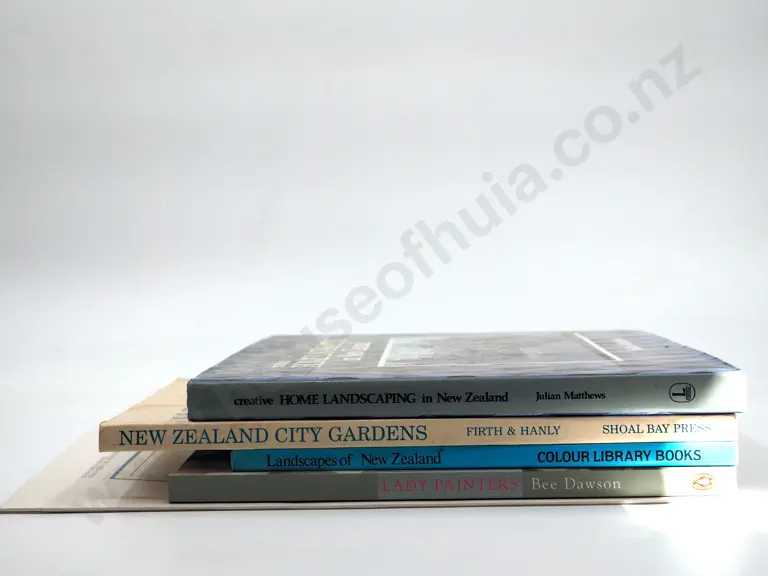 www.houseofhuia.co.nz
creative HOME LANDSCAPING in New Zealand Julian Matthews
NEW ZEALAND CITY GARDENS FIRTH & HANLY SHOAL BAY PRESS
Landscapes of New Zealand COLOUR LIBRARY BOOKS
LADY PAINTERS Bee Dawson